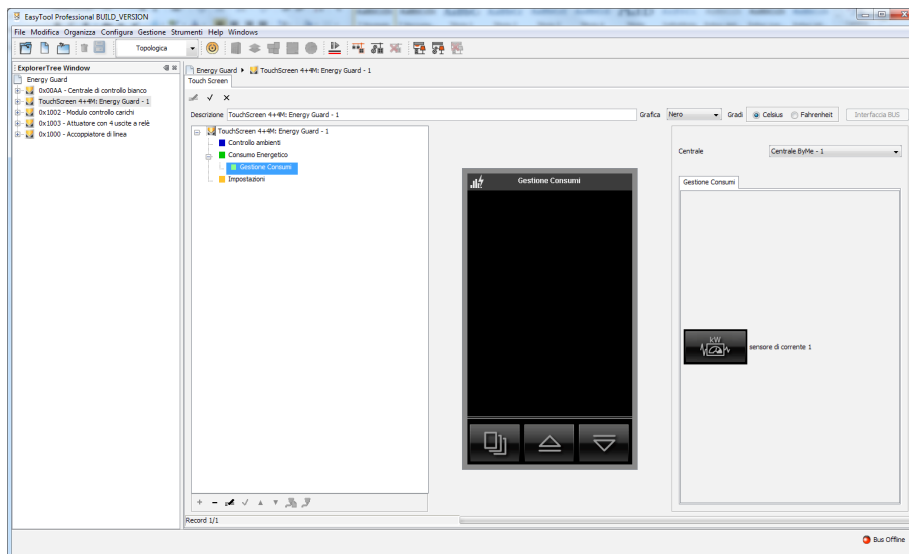 EasyTool Professional BUILD_VERSION
File Modifica Organizza Configura Gestione Strumenti Help Windows
Topologica
ExplorerTree Window
Energy Guard
0x00AA - Centrale di controllo bianco
TouchScreen 4+4M: Energy Guard - 1
0x1002 - Modulo controllo carichi
0x1003 - Attuatore con 4 uscite a relè
0x1000 - Accoppiatore di linea
Energy Guard TouchScreen 4+4M: Energy Guard - 1
Touch Screen
Descrizione TouchScreen 4+4M: Energy Guard - 1 Grafica Nero Gradi Celsius Fahrenheit Interfaccia BUS
TouchScreen 4+4M: Energy Guard - 1
Controllo ambienti
Consumo Energetico
Gestione Consumi
Impostazioni
Gestione Consumi
Centrale Centrale ByMe - 1
Gestione Consumi
kW
sensore di corrente 1
Record 1/1
Bus Offline